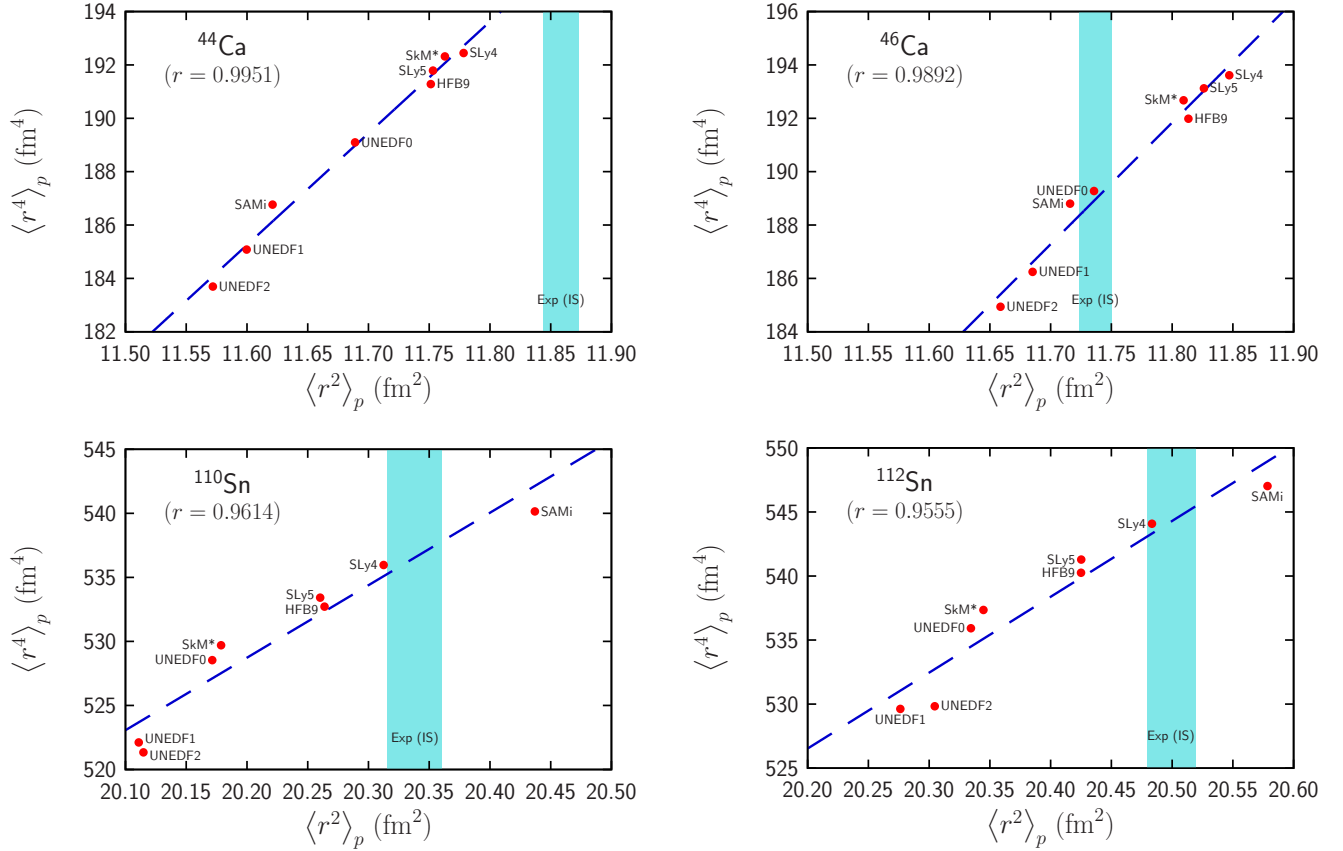 ⁴⁴Ca
(r = 0.9951)
⟨r⁴⟩ₚ (fm⁴)
194
192
190
188
186
184
182
SkM*
SLy4
SLy5
HFB9
UNEDF0
SAMi
UNEDF1
UNEDF2
Exp (IS)
11.50 11.55 11.60 11.65 11.70 11.75 11.80 11.85 11.90
⟨r²⟩ₚ (fm²)
⁴⁶Ca
(r = 0.9892)
⟨r⁴⟩ₚ (fm⁴)
196
194
192
190
188
186
184
SLy4
SLy5
SkM*
HFB9
UNEDF0
SAMi
UNEDF1
UNEDF2
Exp (IS)
11.50 11.55 11.60 11.65 11.70 11.75 11.80 11.85 11.90
⟨r²⟩ₚ (fm²)
¹¹⁰Sn
(r = 0.9614)
⟨r⁴⟩ₚ (fm⁴)
545
540
535
530
525
520
SAMi
SLy4
SLy5
HFB9
SkM*
UNEDF0
UNEDF1
UNEDF2
Exp (IS)
20.10 20.15 20.20 20.25 20.30 20.35 20.40 20.45 20.50
⟨r²⟩ₚ (fm²)
¹¹²Sn
(r = 0.9555)
⟨r⁴⟩ₚ (fm⁴)
550
545
540
535
530
525
SAMi
SLy4
SLy5
HFB9
SkM*
UNEDF0
UNEDF2
UNEDF1
Exp (IS)
20.20 20.25 20.30 20.35 20.40 20.45 20.50 20.55 20.60
⟨r²⟩ₚ (fm²)